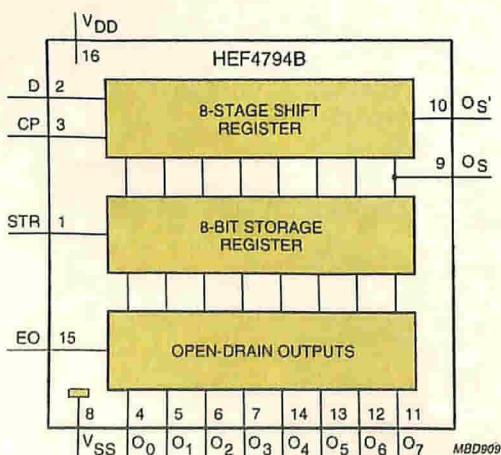 VDD
16
HEF4794B
D 2
8-STAGE SHIFT
REGISTER
10 OS'
CP 3
9 OS
STR 1
8-BIT STORAGE
REGISTER
EO 15
OPEN-DRAIN OUTPUTS
8 4 5 6 7 14 13 12 11
VSS O0 O1 O2 O3 O4 O5 O6 O7
MBD909